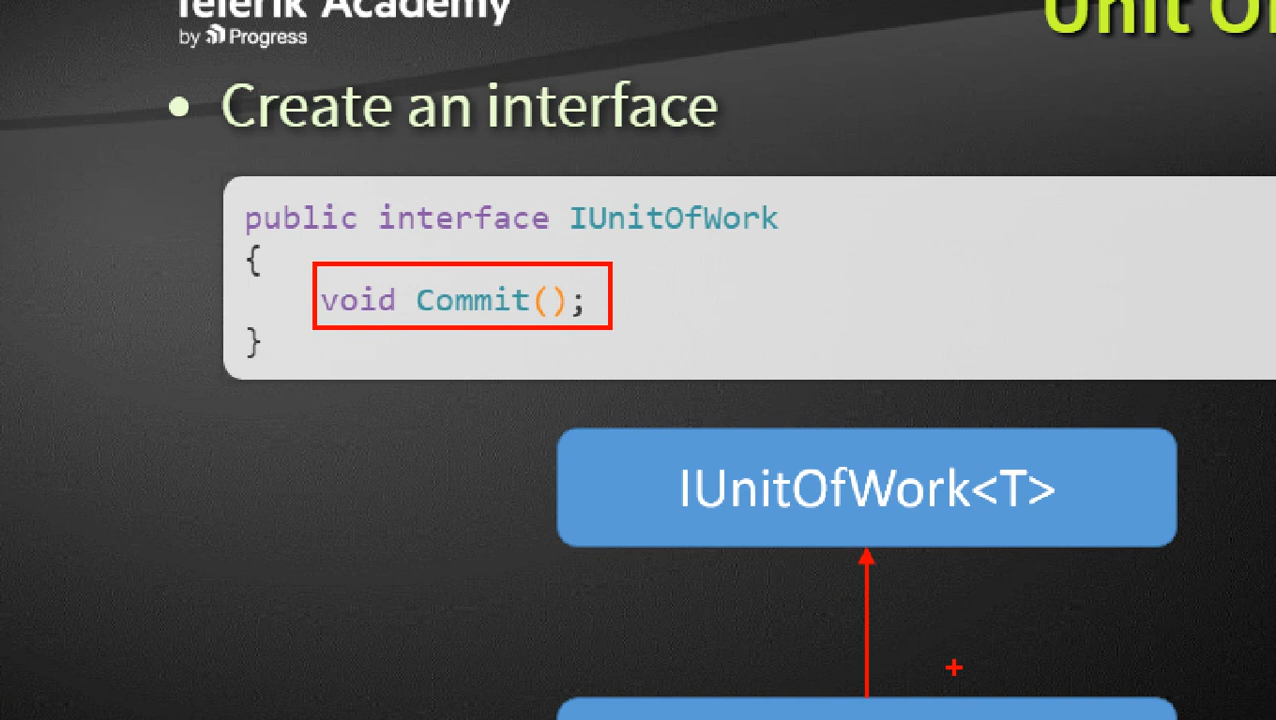 Telerik Academy
by Progress
Unit Of
• Create an interface
public interface IUnitOfWork
{
void Commit();
}
IUnitOfWork<T>
+